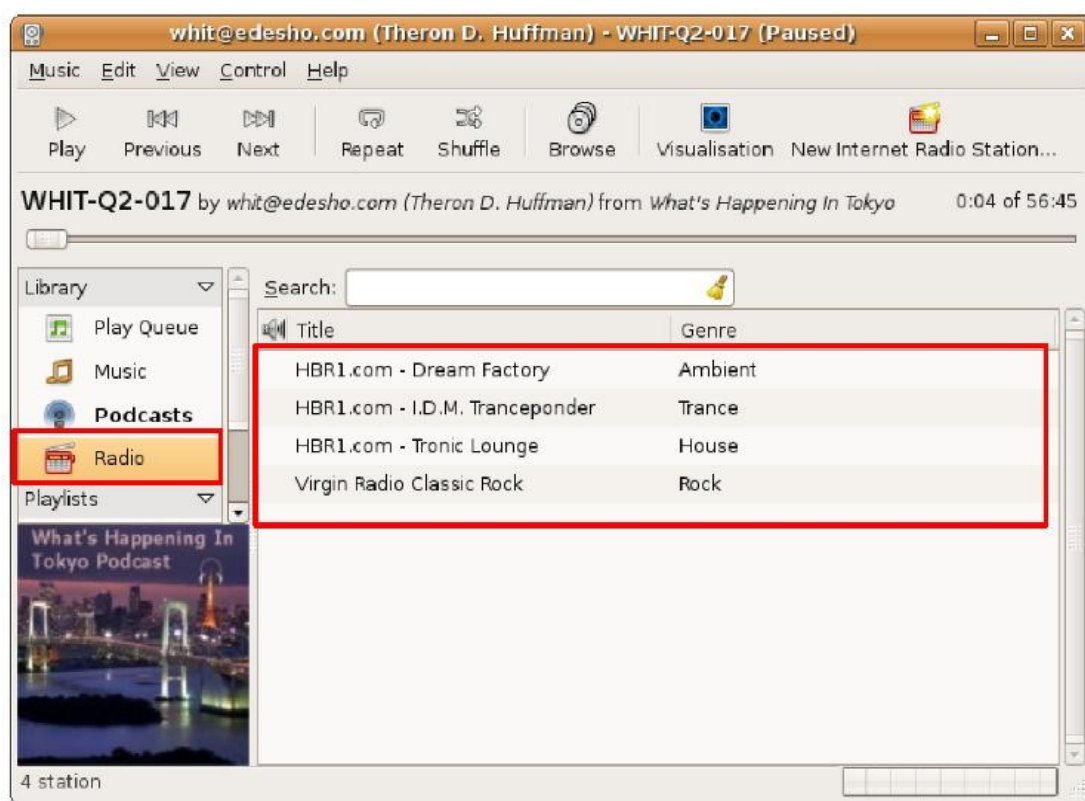 whit@edesho.com (Theron D. Huffman) - WHIT-Q2-017 (Paused)
Music Edit View Control Help
Play Previous Next Repeat Shuffle Browse Visualisation New Internet Radio Station...
WHIT-Q2-017 by whit@edesho.com (Theron D. Huffman) from What's Happening In Tokyo 0:04 of 56:45
Library
Play Queue
Music
Podcasts
Radio
Playlists
What's Happening In
Tokyo Podcast
Search:
Title Genre
HBR1.com - Dream Factory Ambient
HBR1.com - I.D.M. Tranceponder Trance
HBR1.com - Tronic Lounge House
Virgin Radio Classic Rock Rock
4 station